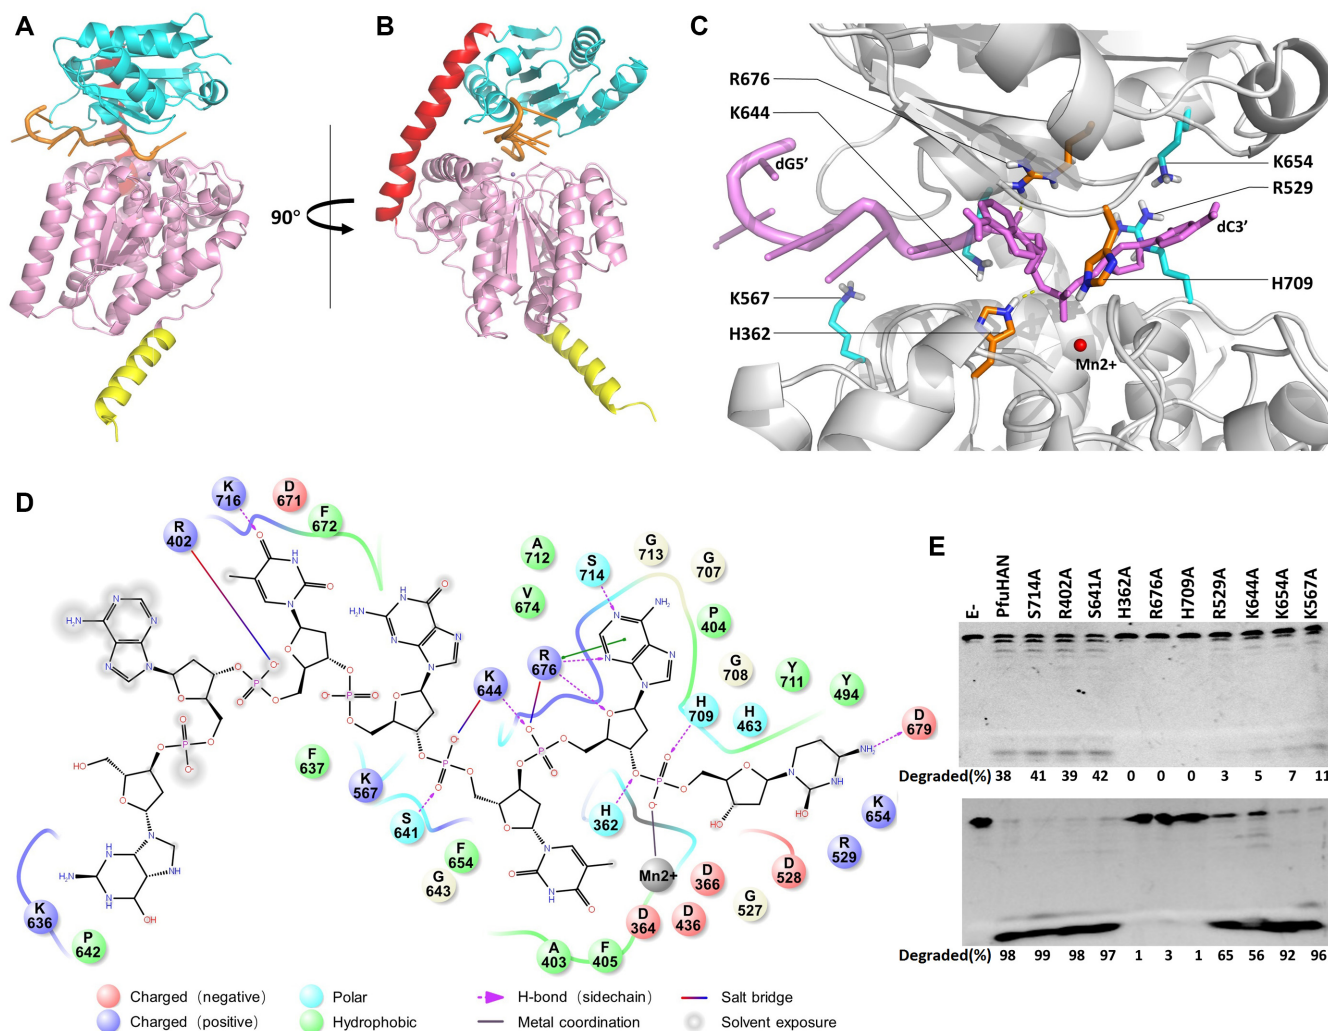 A
B
90°
C
R676
K644
dG5'
K654
R529
dC3'
K567
H362
H709
Mn2+
D
K 716
D 671
F 672
R 402
A 712
S 714
G 713
G 707
V 674
P 404
R 676
G 708
Y 711
Y 494
K 644
H 709
H 463
D 679
F 637
K 567
S 641
H 362
K 654
R 529
F 654
G 643
Mn2+
D 366
D 528
G 527
D 364
D 436
K 636
P 642
A 403
F 405
Charged (negative)
Polar
H-bond (sidechain)
Salt bridge
Charged (positive)
Hydrophobic
Metal coordination
Solvent exposure
E
E- PfuHAN S714A R402A S641A H362A R676A H709A R529A K644A K654A K567A
Degraded(%) 38 41 39 42 0 0 0 3 5 7 11
Degraded(%) 98 99 98 97 1 3 1 65 56 92 96